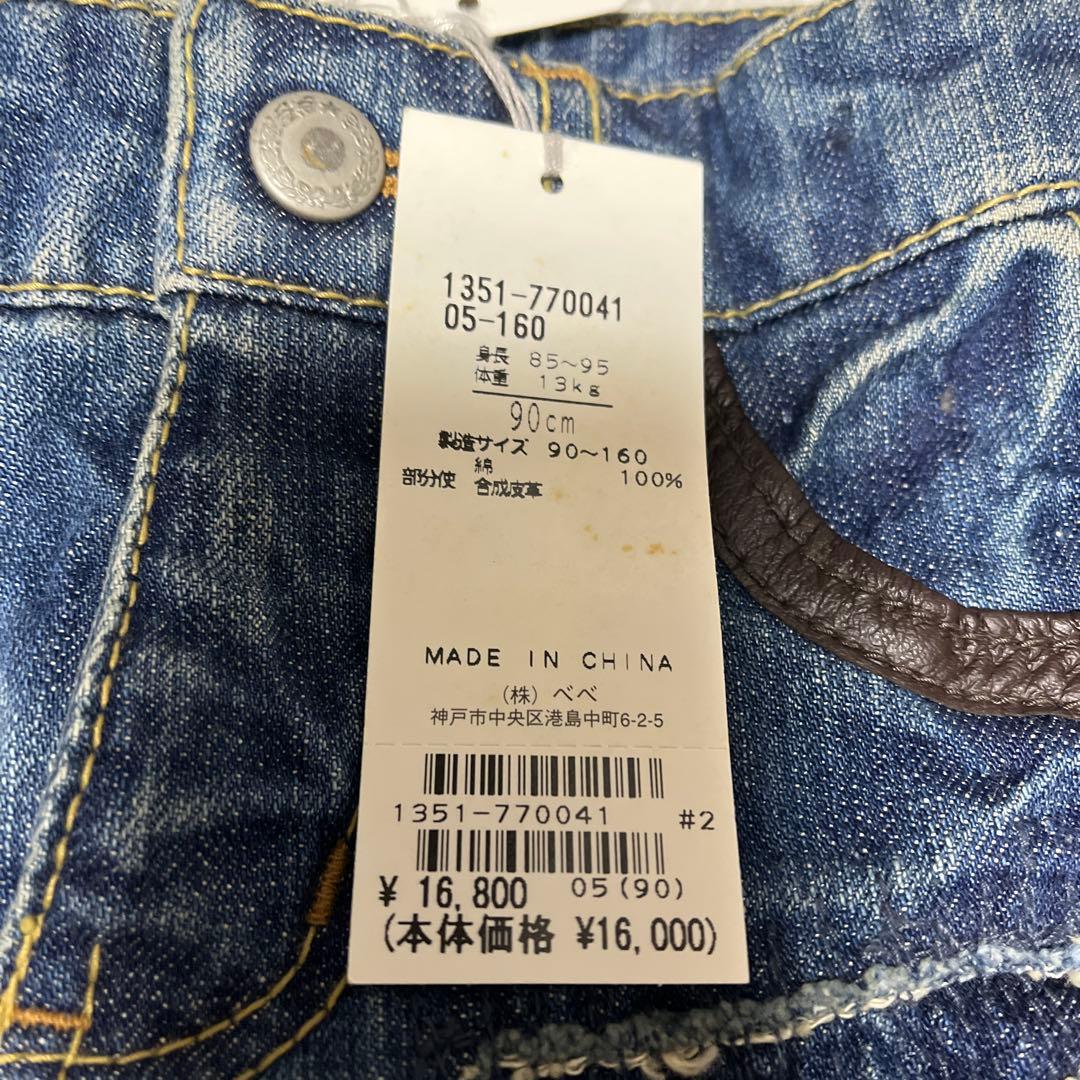 1351-770041
05-160
身長 85～95
体重 13kg
90cm
製造サイズ 90～160
綿 100%
部分使 合成皮革
MADE IN CHINA
(株) べべ
神戸市中央区港島中町6-2-5
1351-770041 #2
¥ 16,800 05(90)
(本体価格 ¥16,000)